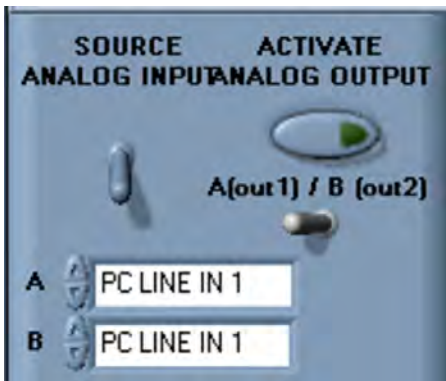 SOURCE ACTIVATE
ANALOG INPUT ANALOG OUTPUT
A(out1) / B (out2)
A PC LINE IN 1
B PC LINE IN 1